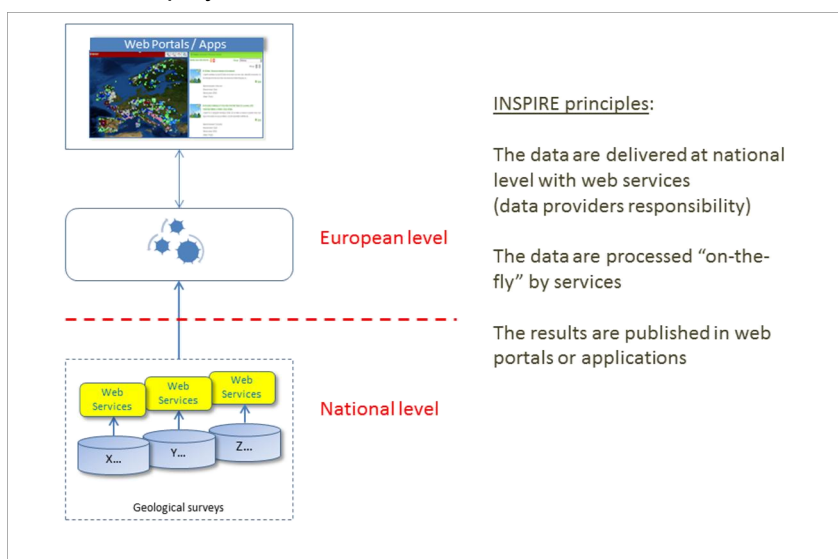 Web Portals / Apps
INSPIRE principles:
The data are delivered at national
level with web services
(data providers responsibility)
European level
The data are processed “on-the-
fly” by services
The results are published in web
portals or applications
National level
Web
Services
Web
Services
Web
Services
X...
Y...
Z...
Geological surveys